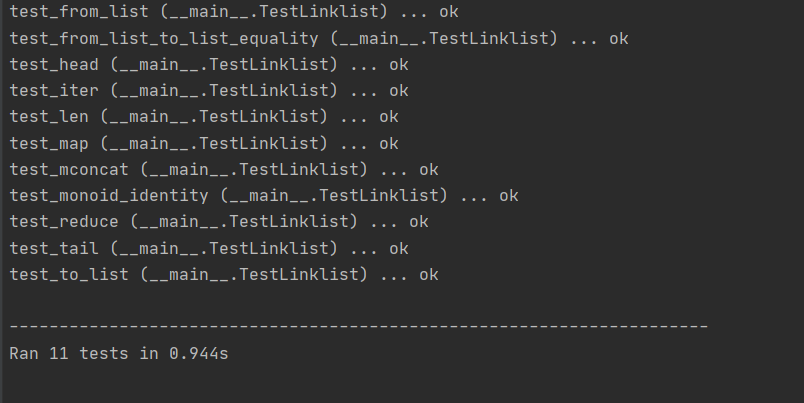 test_from_list (__main__.TestLinklist) ... ok
test_from_list_to_list_equality (__main__.TestLinklist) ... ok
test_head (__main__.TestLinklist) ... ok
test_iter (__main__.TestLinklist) ... ok
test_len (__main__.TestLinklist) ... ok
test_map (__main__.TestLinklist) ... ok
test_mconcat (__main__.TestLinklist) ... ok
test_monoid_identity (__main__.TestLinklist) ... ok
test_reduce (__main__.TestLinklist) ... ok
test_tail (__main__.TestLinklist) ... ok
test_to_list (__main__.TestLinklist) ... ok
----------------------------------------------------------------------
Ran 11 tests in 0.944s